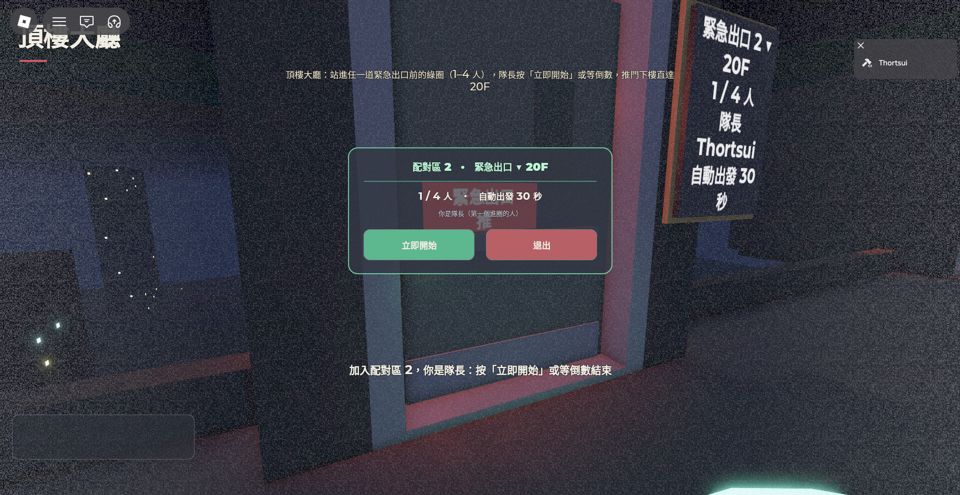 頂樓大廳
頂樓大廳：站進任一道緊急出口前的綠圈（1–4 人），隊長按「立即開始」或等倒數，推門下樓直達
20F
Thortsui
緊急出口 2 ▼
20F
1 / 4 人
隊長
Thortsui
自動出發 30
秒
配對區 2 • 緊急出口 ▼ 20F
1 / 4 人 • 自動出發 30 秒
你是隊長（第一個進圈的人）
立即開始
退出
緊急出口
推
加入配對區 2，你是隊長：按「立即開始」或等倒數結束